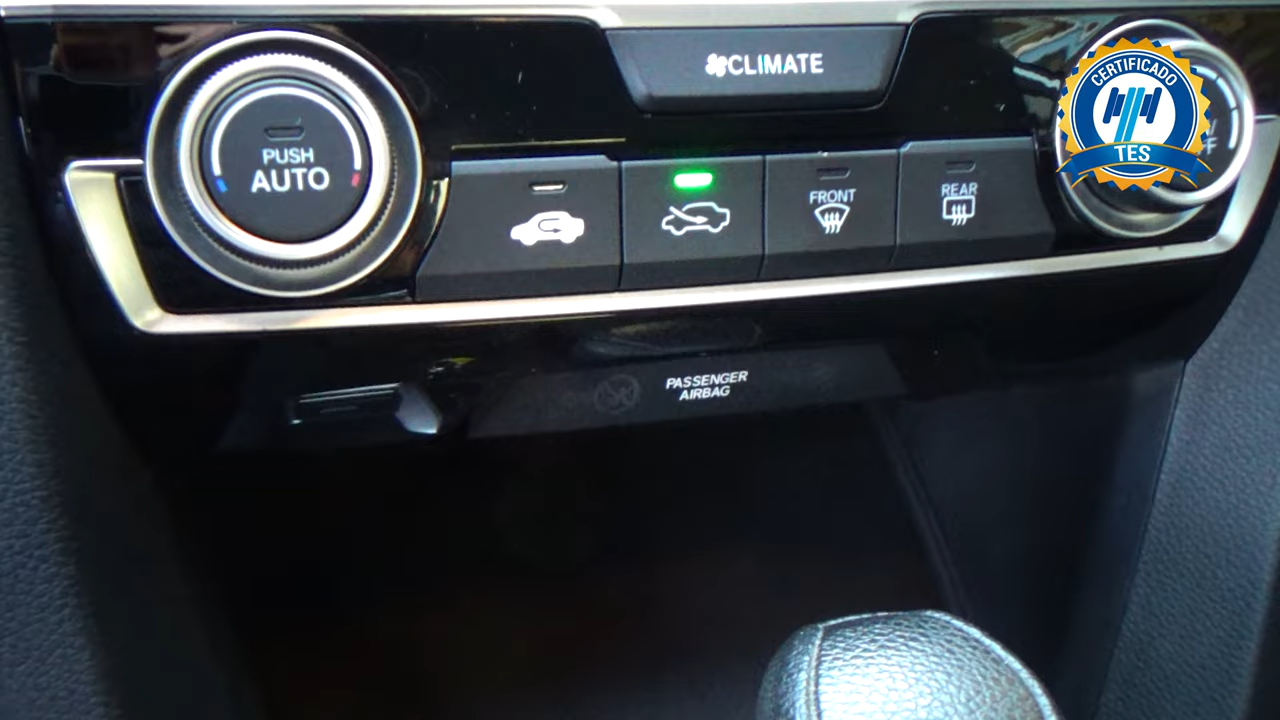 CLIMATE
CERTIFICADO
TES
PUSH
AUTO
FRONT
REAR
PASSENGER
AIRBAG